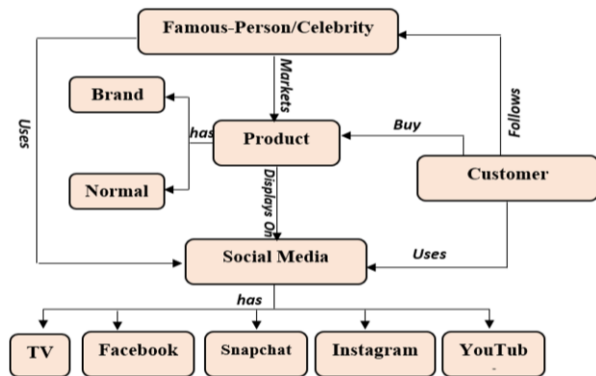 Famous-Person/Celebrity
Uses
Markets
Follows
Brand
has
Product
Buy
Normal
Customer
Displays On
Social Media
Uses
has
TV
Facebook
Snapchat
Instagram
YouTub